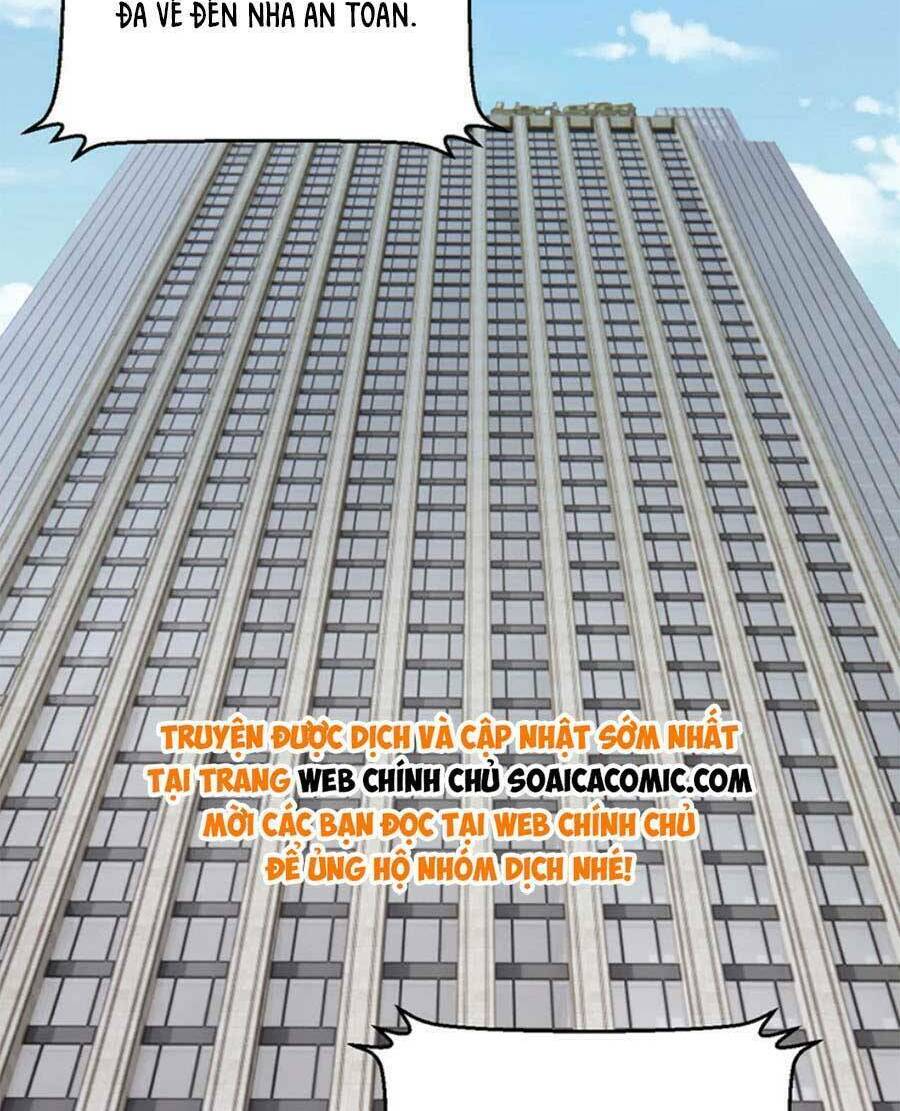 ĐÃ VỀ ĐẾN NHÀ AN TOÀN.
TRUYỆN ĐƯỢC DỊCH VÀ CẬP NHẬT SỚM NHẤT
TẠI TRANG WEB CHÍNH CHỦ SOAICACOMIC.COM
MỜI CÁC BẠN ĐỌC TẠI WEB CHÍNH CHỦ
ĐỂ ỦNG HỘ NHÓM DỊCH NHÉ!